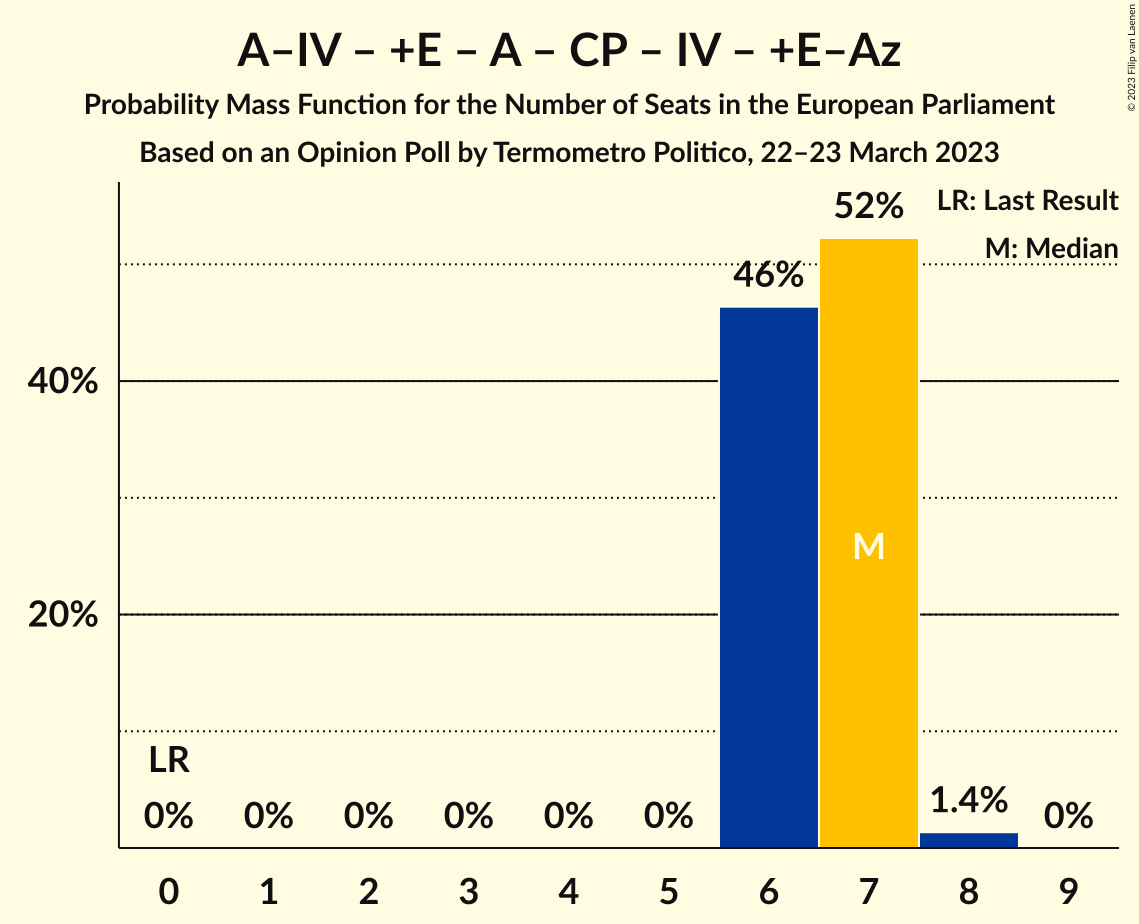 A–IV – +E – A – CP – IV – +E–Az
Probability Mass Function for the Number of Seats in the European Parliament
Based on an Opinion Poll by Termometro Politico, 22–23 March 2023
© 2023 Filip van Laenen
LR: Last Result
M: Median
52%
46%
40%
M
20%
LR
0% 0% 0% 0% 0% 0% 1.4% 0%
0 1 2 3 4 5 6 7 8 9